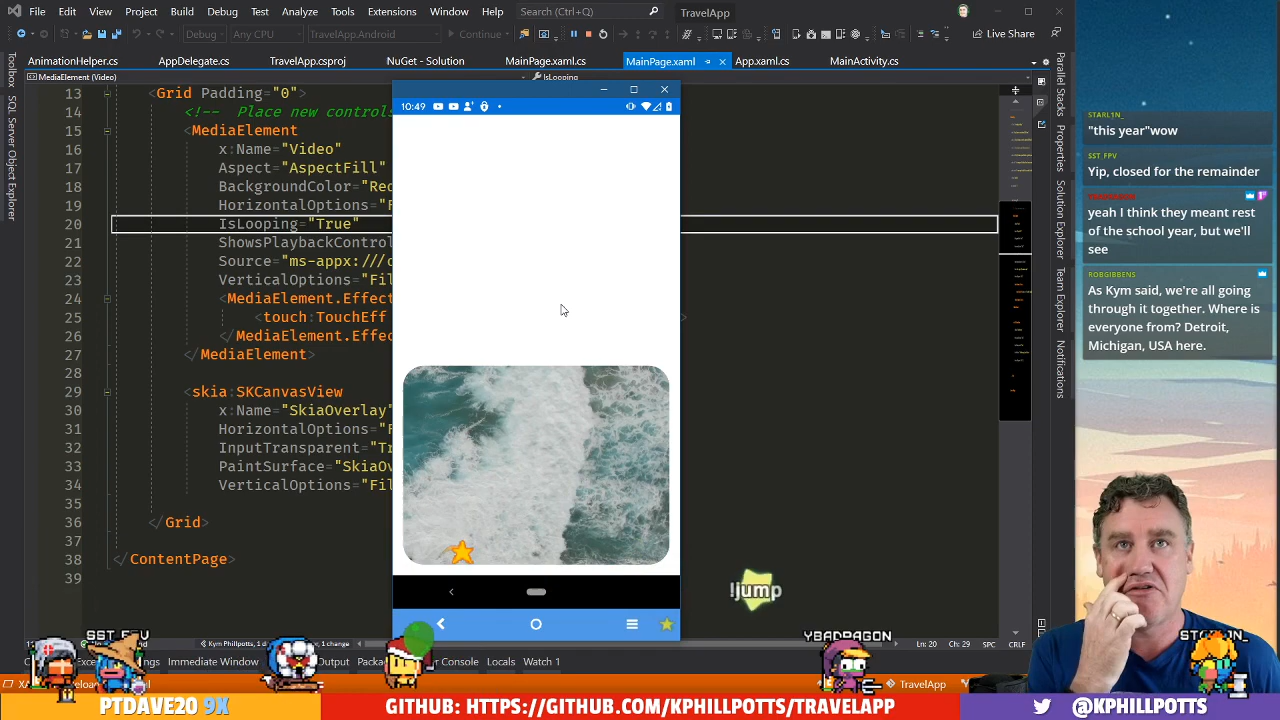 File Edit View Project Build Debug Team Analyze Tools Extensions Window Help Search (Ctrl+Q) TravelApp
Debug Any CPU TravelApp.Android Continue Live Share
AnimationHelper.cs AppDelegate.cs TravelApp.csproj NuGet - Solution MainPage.xaml.cs MainPage.xaml App.xaml.cs MainActivity.cs
MediaElement (Video) IsLooping
Toolbox
SQL Server Object Explorer
13 <Grid Padding="0">
14 <!-- Place new controls
15 <MediaElement
16 x:Name="Video"
17 Aspect="AspectFill"
18 BackgroundColor="Red
19 HorizontalOptions="F
20 IsLooping="True"
21 ShowsPlaybackControl
22 Source="ms-appx:///c
23 VerticalOptions="Fil
24 <MediaElement.Effect
25 <touch:TouchEff >
26 </MediaElement.Effe
27 </MediaElement>
28
29 <skia:SKCanvasView
30 x:Name="SkiaOverlay"
31 HorizontalOptions="F
32 InputTransparent="Tr
33 PaintSurface="SkiaOv
34 VerticalOptions="Fil
35
36 </Grid>
37
38 </ContentPage>
39
10:49
Parallel Stacks
Properties
Solution Explorer
Team Explorer
Notifications
STARL1N_
"this year"wow
SST_FPV
Yip, closed for the remainder
yeah I think they meant rest
of the school year, but we'll
see
ROBGIBBENS
As Kym said, we're all going
through it together. Where is
everyone from? Detroit,
Michigan, USA here.
!jump
SST_FPV
YBADRAGON
STARL1N_
Kym Phillpotts, 1 d , 1 change Ln: 20 Ch: 29 SPC CRLF
Immediate Window Output Console Locals Watch 1
TravelApp
PTDAVE20 9X
GITHUB: HTTPS://GITHUB.COM/KPHILLPOTTS/TRAVELAPP
@KPHILLPOTTS